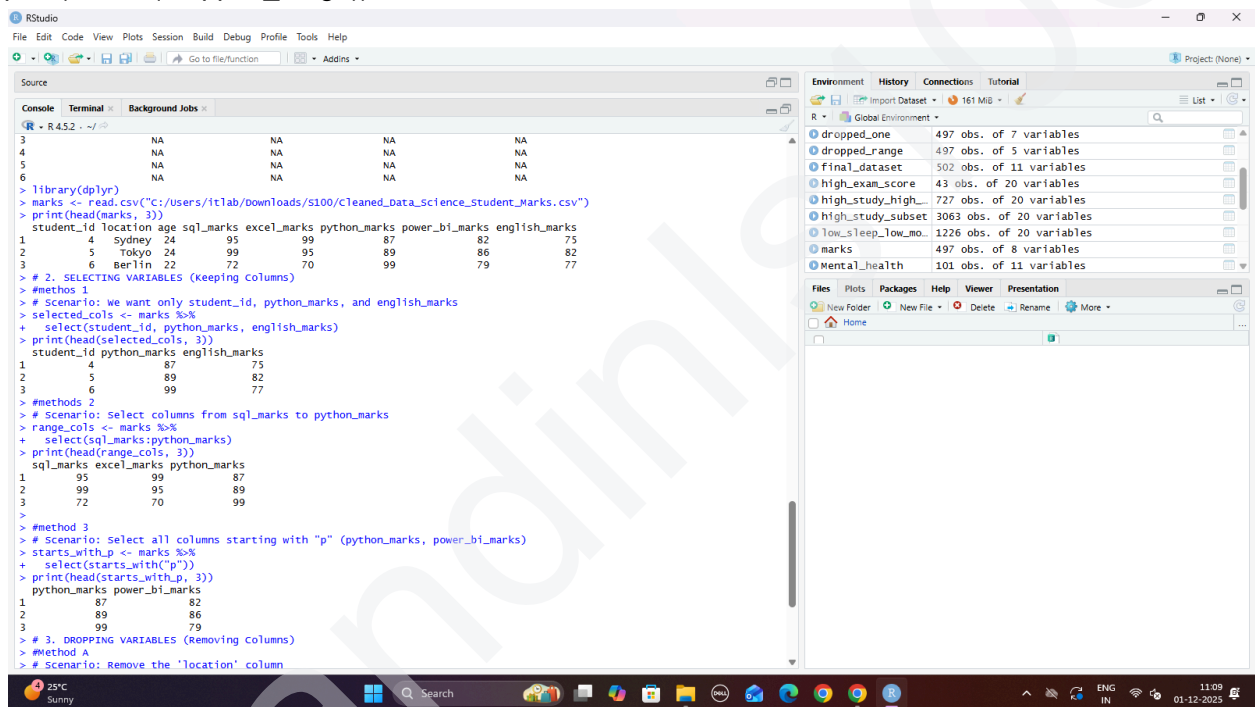 RStudio
File Edit Code View Plots Session Build Debug Profile Tools Help
Go to file/function Addins Project: (None)
Source
Console Terminal Background Jobs
R 4.5.2 · ~/
3 NA NA NA NA
4 NA NA NA NA
5 NA NA NA NA
6 NA NA NA NA
> library(dplyr)
> marks <- read.csv("C:/Users/itlab/Downloads/S100/Cleaned_Data_Science_Student_Marks.csv")
> print(head(marks, 3))
student_id location age sql_marks excel_marks python_marks power_bi_marks english_marks
1 4 Sydney 24 95 99 87 82 75
2 5 Tokyo 24 99 95 89 86 82
3 6 Berlin 22 72 70 99 79 77
> # 2. SELECTING VARIABLES (Keeping Columns)
> #methos 1
> # Scenario: We want only student_id, python_marks, and english_marks
> selected_cols <- marks %>%
+ select(student_id, python_marks, english_marks)
> print(head(selected_cols, 3))
student_id python_marks english_marks
1 4 87 75
2 5 89 82
3 6 99 77
> #methods 2
> # Scenario: Select columns from sql_marks to python_marks
> range_cols <- marks %>%
+ select(sql_marks:python_marks)
> print(head(range_cols, 3))
sql_marks excel_marks python_marks
1 95 99 87
2 99 95 89
3 72 70 99
>
> #method 3
> # Scenario: Select all columns starting with "p" (python_marks, power_bi_marks)
> starts_with_p <- marks %>%
+ select(starts_with("p"))
> print(head(starts_with_p, 3))
python_marks power_bi_marks
1 87 82
2 89 86
3 99 79
> # 3. DROPPING VARIABLES (Removing Columns)
> #Method A
> # Scenario: Remove the 'location' column
Environment History Connections Tutorial
Import Dataset 161 MiB List
R Global Environment
dropped_one 497 obs. of 7 variables
dropped_range 497 obs. of 5 variables
final_dataset 502 obs. of 11 variables
high_exam_score 43 obs. of 20 variables
high_study_high_… 727 obs. of 20 variables
high_study_subset 3063 obs. of 20 variables
low_sleep_low_mo… 1226 obs. of 20 variables
marks 497 obs. of 8 variables
Mental_health 101 obs. of 11 variables
Files Plots Packages Help Viewer Presentation
New Folder New File Delete Rename More
Home
4 25°C
Sunny
Search
ENG
IN
11:09
01-12-2025